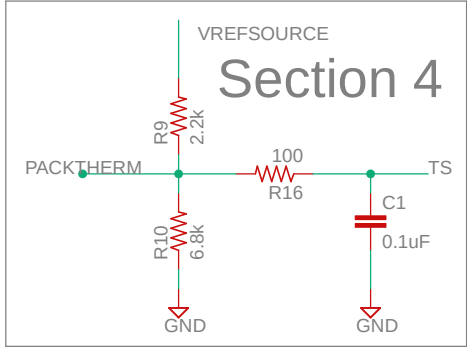 VREFSOURCE
Section 4
R9
2.2k
PACKTHERM
100
R16
TS
R10
6.8k
C1
0.1uF
GND
GND